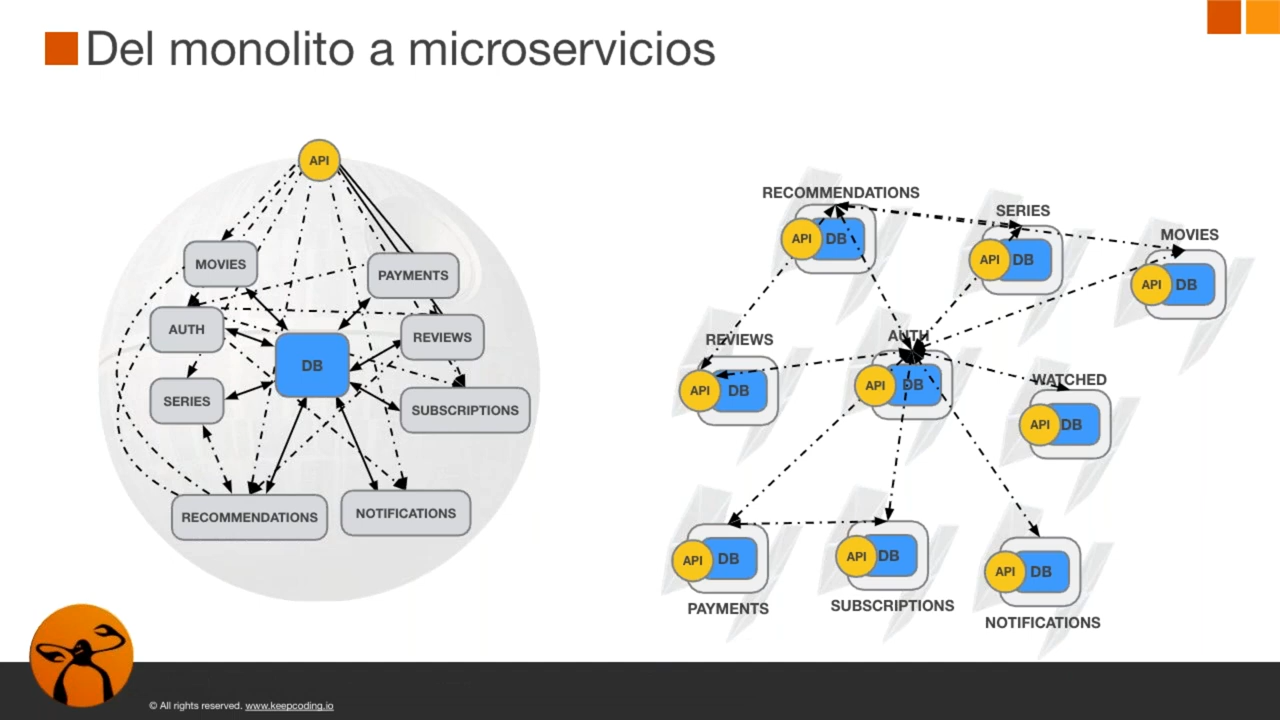 Del monolito a microservicios
API
MOVIES
PAYMENTS
AUTH
REVIEWS
DB
SERIES
SUBSCRIPTIONS
RECOMMENDATIONS
NOTIFICATIONS
RECOMMENDATIONS
API DB
SERIES
API DB
MOVIES
API DB
REVIEWS
API DB
AUTH
API DB
WATCHED
API DB
API DB
PAYMENTS
API DB
SUBSCRIPTIONS
API DB
NOTIFICATIONS
© All rights reserved. www.keepcoding.io